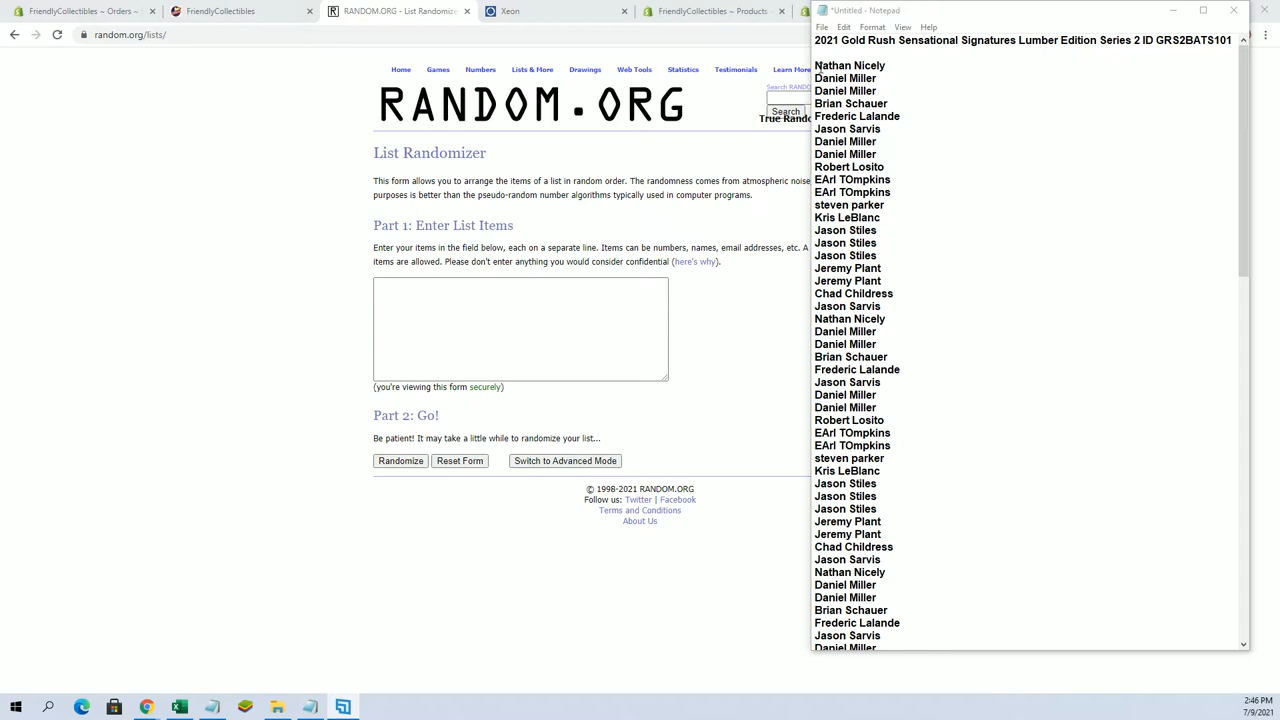 FriendlyCollectibles ~ Orders ~
FriendlyCollectibles
RANDOM.ORG - List Randomizer
Xeon
FriendlyCollectibles ~ Products ~
random.org/lists/
Home Games Numbers Lists & More Drawings Web Tools Statistics Testimonials Learn More
RANDOM.ORG
Search
True Rando
List Randomizer
This form allows you to arrange the items of a list in random order. The randomness comes from atmospheric noise
purposes is better than the pseudo-random number algorithms typically used in computer programs.
Part 1: Enter List Items
Enter your items in the field below, each on a separate line. Items can be numbers, names, email addresses, etc. A
items are allowed. Please don't enter anything you would consider confidential (here's why).
(you're viewing this form securely)
Part 2: Go!
Be patient! It may take a little while to randomize your list...
Randomize Reset Form Switch to Advanced Mode
© 1998-2021 RANDOM.ORG
Follow us: Twitter | Facebook
Terms and Conditions
About Us
*Untitled - Notepad
File Edit Format View Help
2021 Gold Rush Sensational Signatures Lumber Edition Series 2 ID GRS2BATS101
Nathan Nicely
Daniel Miller
Daniel Miller
Brian Schauer
Frederic Lalande
Jason Sarvis
Daniel Miller
Daniel Miller
Robert Losito
EArl TOmpkins
EArl TOmpkins
steven parker
Kris LeBlanc
Jason Stiles
Jason Stiles
Jason Stiles
Jeremy Plant
Jeremy Plant
Chad Childress
Jason Sarvis
Nathan Nicely
Daniel Miller
Daniel Miller
Brian Schauer
Frederic Lalande
Jason Sarvis
Daniel Miller
Daniel Miller
Robert Losito
EArl TOmpkins
EArl TOmpkins
steven parker
Kris LeBlanc
Jason Stiles
Jason Stiles
Jason Stiles
Jeremy Plant
Jeremy Plant
Chad Childress
Jason Sarvis
Nathan Nicely
Daniel Miller
Daniel Miller
Brian Schauer
Frederic Lalande
Jason Sarvis
Daniel Miller
2:46 PM
7/9/2021